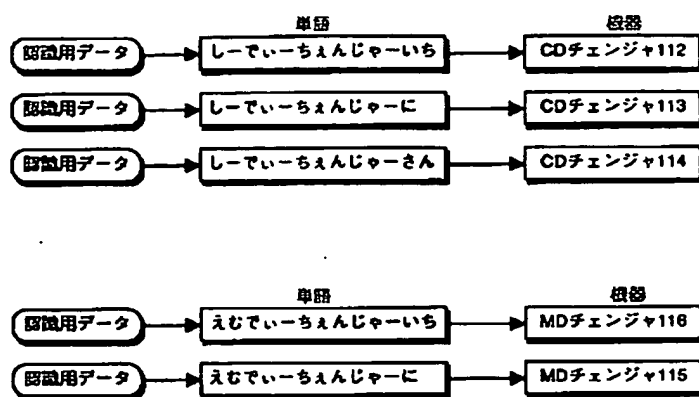 単語 機器
認識用データ しーでぃーちぇんじゃーいち CDチェンジャ112
認識用データ しーでぃーちぇんじゃーに CDチェンジャ113
認識用データ しーでぃーちぇんじゃーさん CDチェンジャ114
単語 機器
認識用データ えむでぃーちぇんじゃーいち MDチェンジャ116
認識用データ えむでぃーちぇんじゃーに MDチェンジャ115